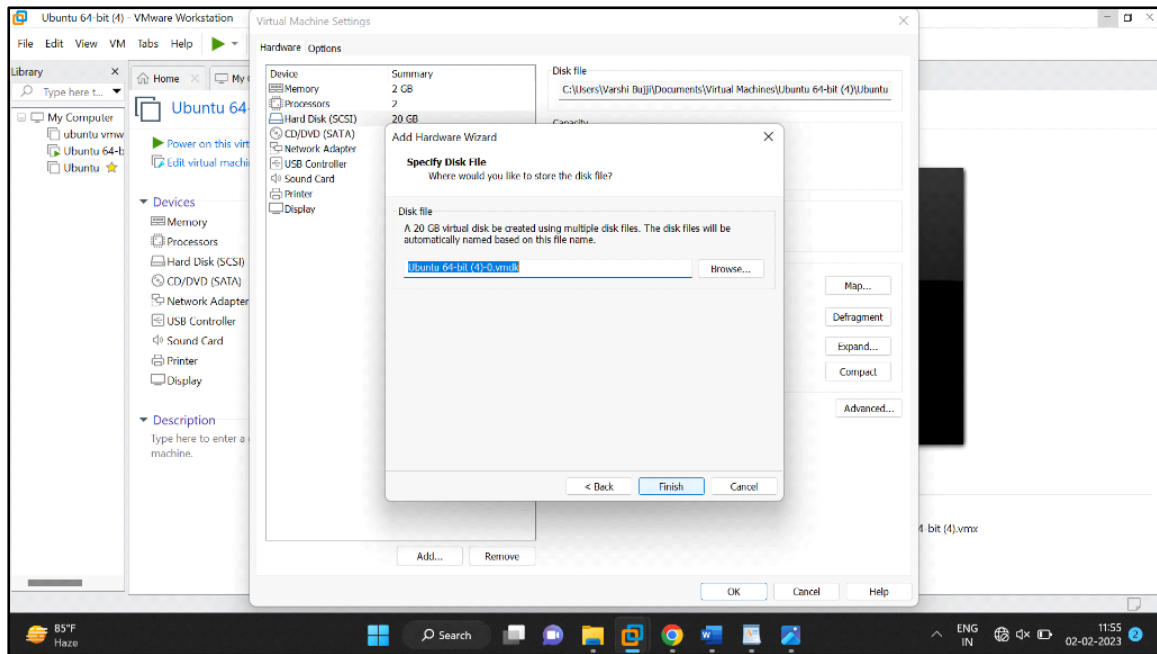 Ubuntu 64-bit (4) - VMware Workstation
File Edit View VM Tabs Help
Library
Type here t...
My Computer
ubuntu vmw
Ubuntu 64-b
Ubuntu
Home
My
Ubuntu 64-
Power on this virt
Edit virtual machi
Devices
Memory
Processors
Hard Disk (SCSI)
CD/DVD (SATA)
Network Adapter
USB Controller
Sound Card
Printer
Display
Description
Type here to enter a
machine.
Virtual Machine Settings
Hardware Options
Device Summary
Memory 2 GB
Processors 2
Hard Disk (SCSI) 20 GB
CD/DVD (SATA)
Network Adapter
USB Controller
Sound Card
Printer
Display
Add... Remove
Disk file
C:\Users\Varshi Bujji\Documents\Virtual Machines\Ubuntu 64-bit (4)\Ubuntu
Capacity
Map...
Defragment
Expand...
Compact
Advanced...
Add Hardware Wizard
Specify Disk File
Where would you like to store the disk file?
Disk file
A 20 GB virtual disk be created using multiple disk files. The disk files will be
automatically named based on this file name.
Ubuntu 64-bit (4)-0.vmdk
Browse...
< Back Finish Cancel
OK Cancel Help
4-bit (4).vmx
85°F
Haze
Search
ENG
IN
11:55
02-02-2023
2